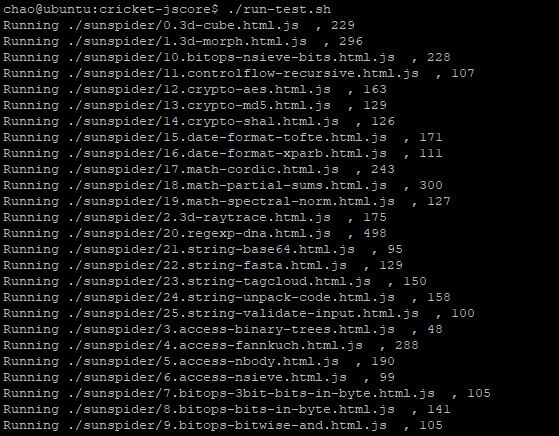 chao@ubuntu:cricket-jscore$ ./run-test.sh
Running ./sunspider/0.3d-cube.html.js  , 229
Running ./sunspider/1.3d-morph.html.js  , 296
Running ./sunspider/10.bitops-nsieve-bits.html.js  , 228
Running ./sunspider/11.controlflow-recursive.html.js  , 107
Running ./sunspider/12.crypto-aes.html.js  , 163
Running ./sunspider/13.crypto-md5.html.js  , 129
Running ./sunspider/14.crypto-sha1.html.js  , 126
Running ./sunspider/15.date-format-tofte.html.js  , 171
Running ./sunspider/16.date-format-xparb.html.js  , 111
Running ./sunspider/17.math-cordic.html.js  , 243
Running ./sunspider/18.math-partial-sums.html.js  , 300
Running ./sunspider/19.math-spectral-norm.html.js  , 127
Running ./sunspider/2.3d-raytrace.html.js  , 175
Running ./sunspider/20.regexp-dna.html.js  , 498
Running ./sunspider/21.string-base64.html.js  , 95
Running ./sunspider/22.string-fasta.html.js  , 129
Running ./sunspider/23.string-tagcloud.html.js  , 150
Running ./sunspider/24.string-unpack-code.html.js  , 158
Running ./sunspider/25.string-validate-input.html.js  , 100
Running ./sunspider/3.access-binary-trees.html.js  , 48
Running ./sunspider/4.access-fannkuch.html.js  , 288
Running ./sunspider/5.access-nbody.html.js  , 190
Running ./sunspider/6.access-nsieve.html.js  , 99
Running ./sunspider/7.bitops-3bit-bits-in-byte.html.js  , 105
Running ./sunspider/8.bitops-bits-in-byte.html.js  , 141
Running ./sunspider/9.bitops-bitwise-and.html.js  , 105